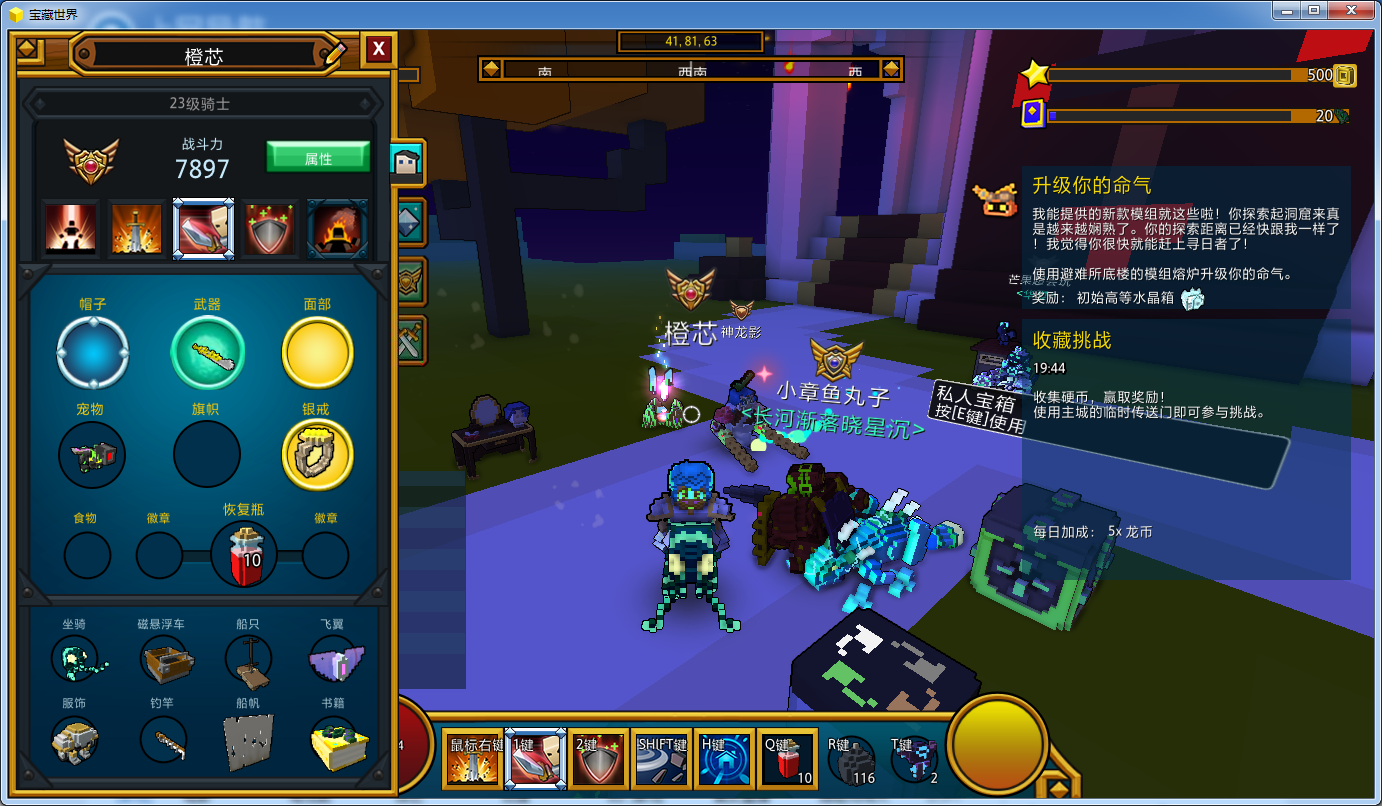 宝藏世界
橙芯
X
23级骑士
战斗力
7897
属性
帽子
武器
面部
宠物
旗帜
银戒
食物
徽章
恢复瓶
徽章
10
坐骑
磁悬浮车
船只
飞翼
服饰
钓竿
船帆
书籍
41,81,63
南
西南
西
500
20
升级你的命气
我能提供的新款模组就这些啦！你探索起洞窟来真
是越来越娴熟了。你的探索距离已经快跟我一样了
！我觉得你很快就能赶上寻日者了！
使用避难所底楼的模组熔炉升级你的命气。
奖励： 初始高等水晶箱
收藏挑战
19:44
收集硬币，赢取奖励！
使用主城的临时传送门即可参与挑战。
每日加成： 5x 龙币
橙芯
神龙影
小章鱼丸子
<长河渐落晓星沉>
私人宝箱
按[E键]使用
4
鼠标右键
1键
2键
SHIFT键
H键
Q键
10
R键
116
T键
2